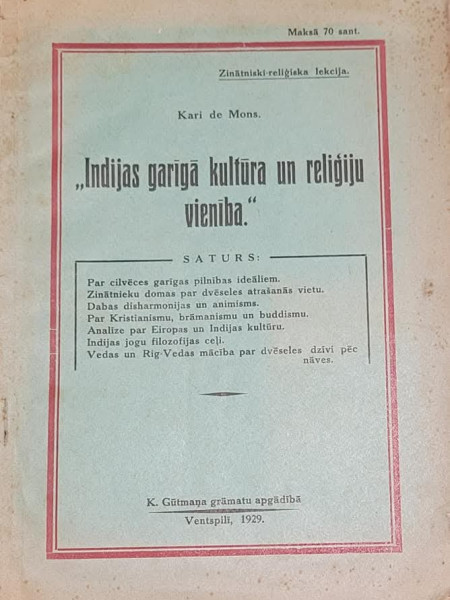 Maksā 70 sant.
Zinātniski-reliģiska lekcija.
Kari de Mons.
„Indijas garīgā kultūra un reliģiju
vienība.“
SATURS:
Par cilvēces garīgas pilnības ideāliem.
Zinātnieku domas par dvēseles atrašanās vietu.
Dabas disharmonijas un animisms.
Par Kristianismu, brāmanismu un buddismu.
Analīze par Eiropas un Indijas kultūru.
Indijas jogu filozofijas ceļi.
Vedas un Rig-Vedas mācība par dvēseles dzīvi pēc
nāves.
K. Gūtmaņa grāmatu apgādībā
Ventspilī, 1929.